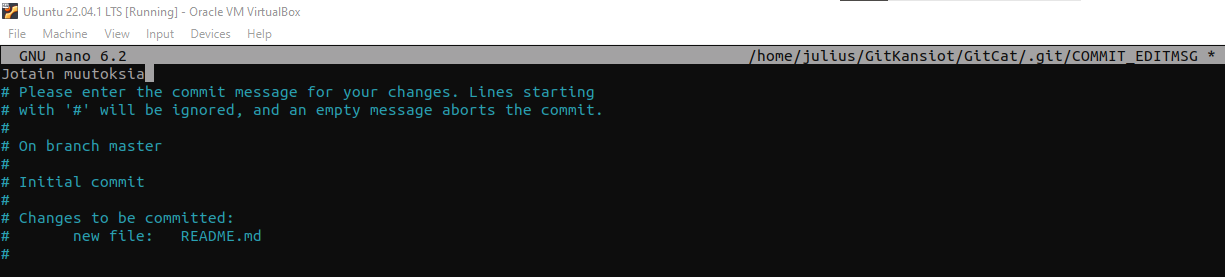 Ubuntu 22.04.1 LTS [Running] - Oracle VM VirtualBox
File Machine View Input Devices Help
GNU nano 6.2 /home/julius/GitKansiot/GitCat/.git/COMMIT_EDITMSG *
Jotain muutoksia
# Please enter the commit message for your changes. Lines starting
# with '#' will be ignored, and an empty message aborts the commit.
#
# On branch master
#
# Initial commit
#
# Changes to be committed:
#       new file:   README.md
#